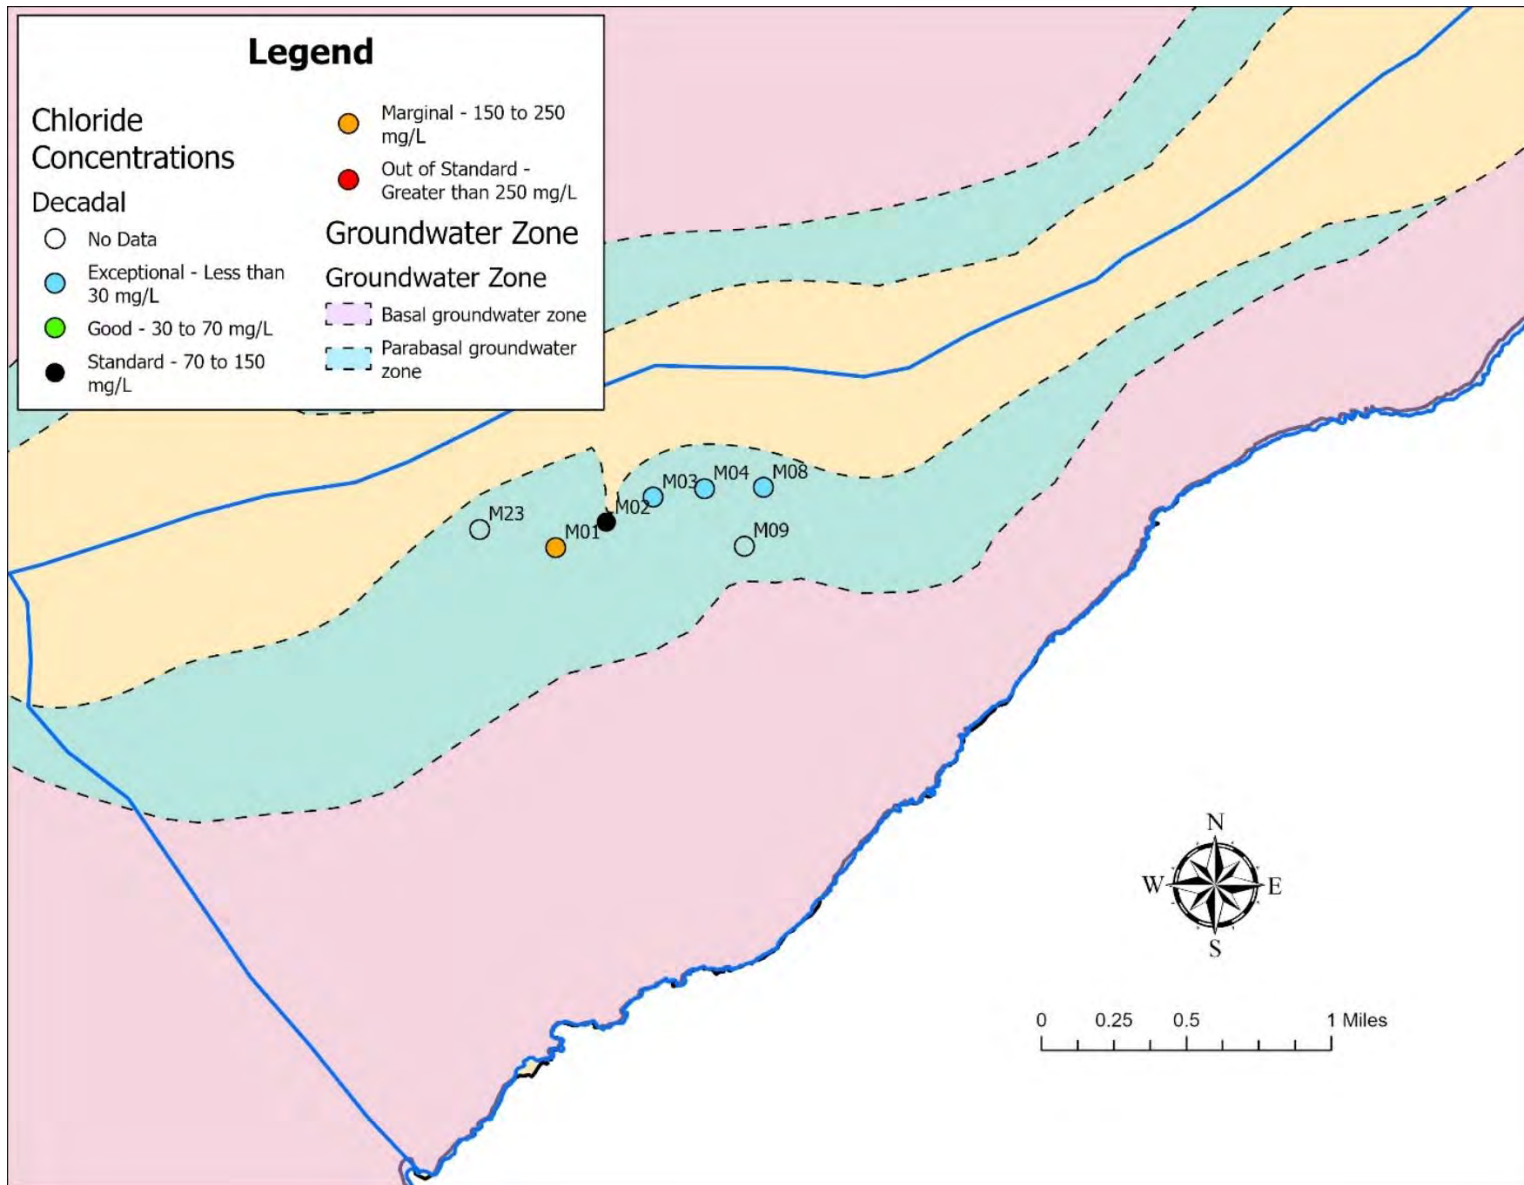 Legend
Chloride
Concentrations
Decadal
No Data
Exceptional - Less than
30 mg/L
Good - 30 to 70 mg/L
Standard - 70 to 150
mg/L
Marginal - 150 to 250
mg/L
Out of Standard -
Greater than 250 mg/L
Groundwater Zone
Groundwater Zone
Basal groundwater zone
Parabasal groundwater
zone
M23
M01
M02
M03
M04
M08
M09
N
W
E
S
0 0.25 0.5 1 Miles